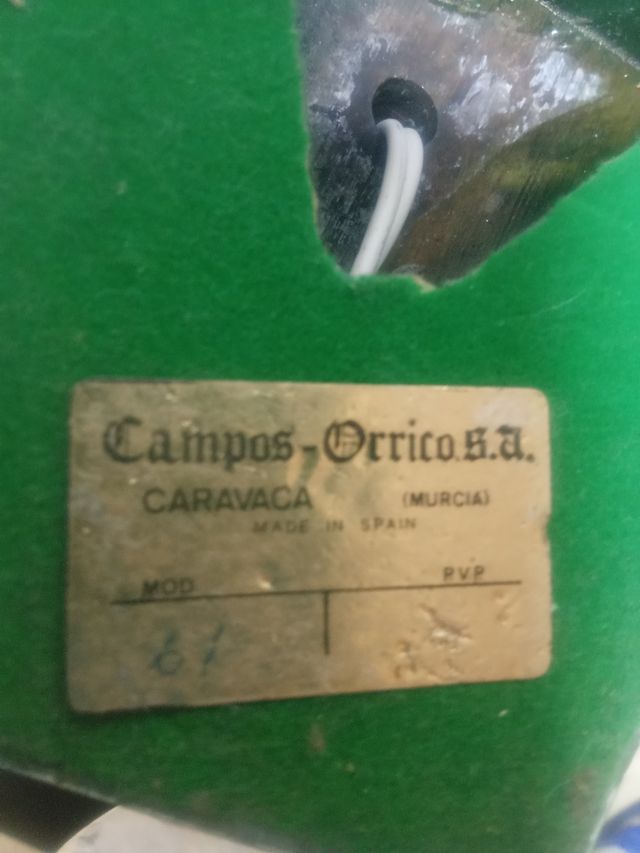 Campos-Orrico.s.a.
CARAVACA (MURCIA)
MADE IN SPAIN
MOD PVP
61